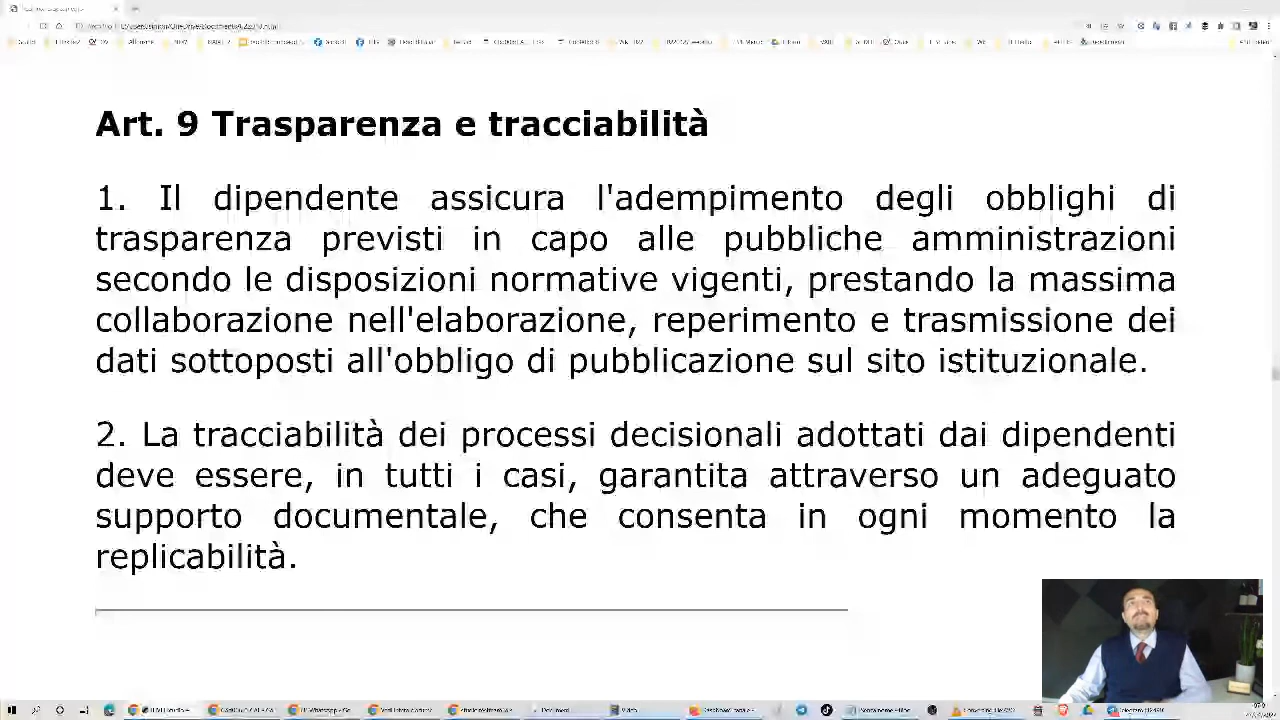 Art. 9 Trasparenza e tracciabilità
1. Il dipendente assicura l'adempimento degli obblighi di
trasparenza previsti in capo alle pubbliche amministrazioni
secondo le disposizioni normative vigenti, prestando la massima
collaborazione nell'elaborazione, reperimento e trasmissione dei
dati sottoposti all'obbligo di pubblicazione sul sito istituzionale.
2. La tracciabilità dei processi decisionali adottati dai dipendenti
deve essere, in tutti i casi, garantita attraverso un adeguato
supporto documentale, che consenta in ogni momento la
replicabilità.